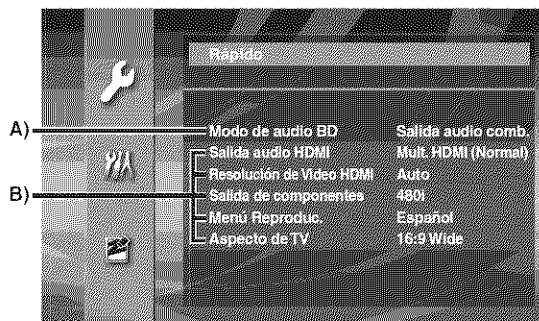 Rápido
A) Modo de audio BD Salida audio comb.
Salida audio HDMI Mult. HDMI (Normal)
Resolución de Video HDMI Auto
B) Salida de componentes 480i
Menú Reproduc. Español
Aspecto de TV 16:9 Wide